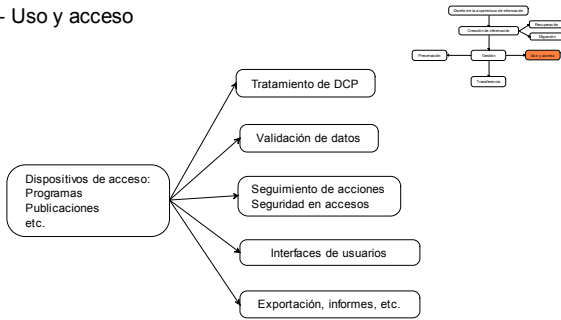 - Uso y acceso
Diseño de la arquitectura de información
Creación de información
Recuperación
Migración
Preservación
Gestión
Uso y acceso
Transferencia
Tratamiento de DCP
Validación de datos
Dispositivos de acceso:
Programas
Publicaciones
etc.
Seguimiento de acciones
Seguridad en accesos
Interfaces de usuarios
Exportación, informes, etc.